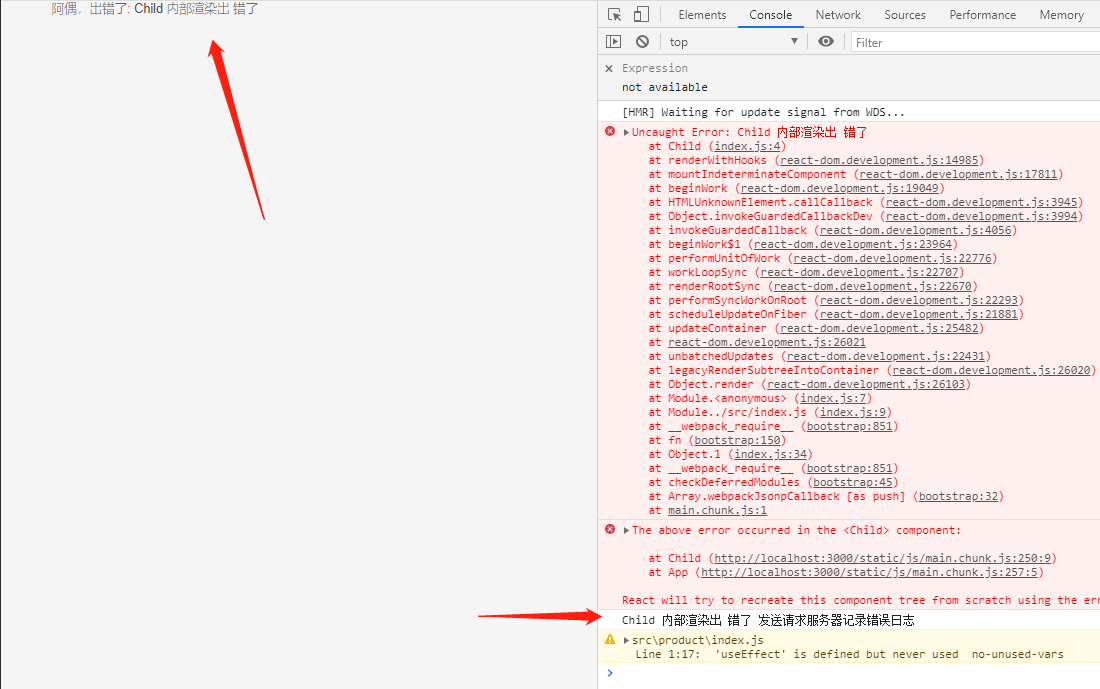 阿偶，出错了: Child 内部渲染出 错了
Elements Console Network Sources Performance Memory
top Filter
Expression
not available
[HMR] Waiting for update signal from WDS...
Uncaught Error: Child 内部渲染出 错了
at Child (index.js:4)
at renderWithHooks (react-dom.development.js:14985)
at mountIndeterminateComponent (react-dom.development.js:17811)
at beginWork (react-dom.development.js:19049)
at HTMLUnknownElement.callCallback (react-dom.development.js:3945)
at Object.invokeGuardedCallbackDev (react-dom.development.js:3994)
at invokeGuardedCallback (react-dom.development.js:4056)
at beginWork$1 (react-dom.development.js:23964)
at performUnitOfWork (react-dom.development.js:22776)
at workLoopSync (react-dom.development.js:22707)
at renderRootSync (react-dom.development.js:22670)
at performSyncWorkOnRoot (react-dom.development.js:22293)
at scheduleUpdateOnFiber (react-dom.development.js:21881)
at updateContainer (react-dom.development.js:25482)
at react-dom.development.js:26021
at unbatchedUpdates (react-dom.development.js:22431)
at legacyRenderSubtreeIntoContainer (react-dom.development.js:26020)
at Object.render (react-dom.development.js:26103)
at Module.<anonymous> (index.js:7)
at Module../src/index.js (index.js:9)
at __webpack_require__ (bootstrap:851)
at fn (bootstrap:150)
at Object.1 (index.js:34)
at __webpack_require__ (bootstrap:851)
at checkDeferredModules (bootstrap:45)
at Array.webpackJsonpCallback [as push] (bootstrap:32)
at main.chunk.js:1
The above error occurred in the <Child> component:
at Child (http://localhost:3000/static/js/main.chunk.js:250:9)
at App (http://localhost:3000/static/js/main.chunk.js:257:5)
React will try to recreate this component tree from scratch using the err
Child 内部渲染出 错了 发送请求服务器记录错误日志
src\product\index.js
Line 1:17: 'useEffect' is defined but never used no-unused-vars